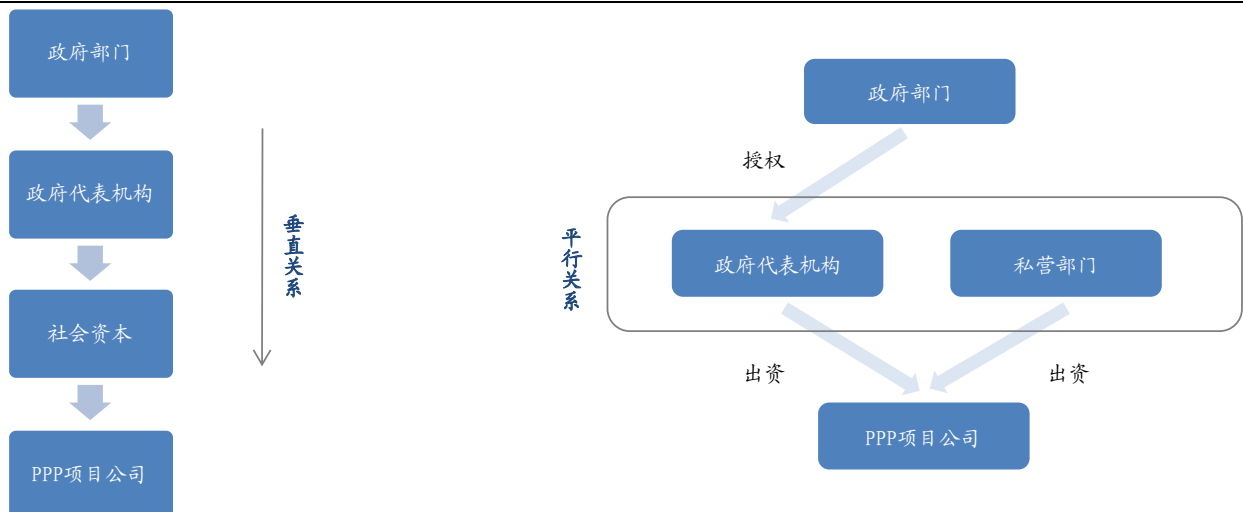 政府部门
政府代表机构
社会资本
PPP项目公司
垂直关系
政府部门
授权
平行关系
政府代表机构
私营部门
出资
出资
PPP项目公司